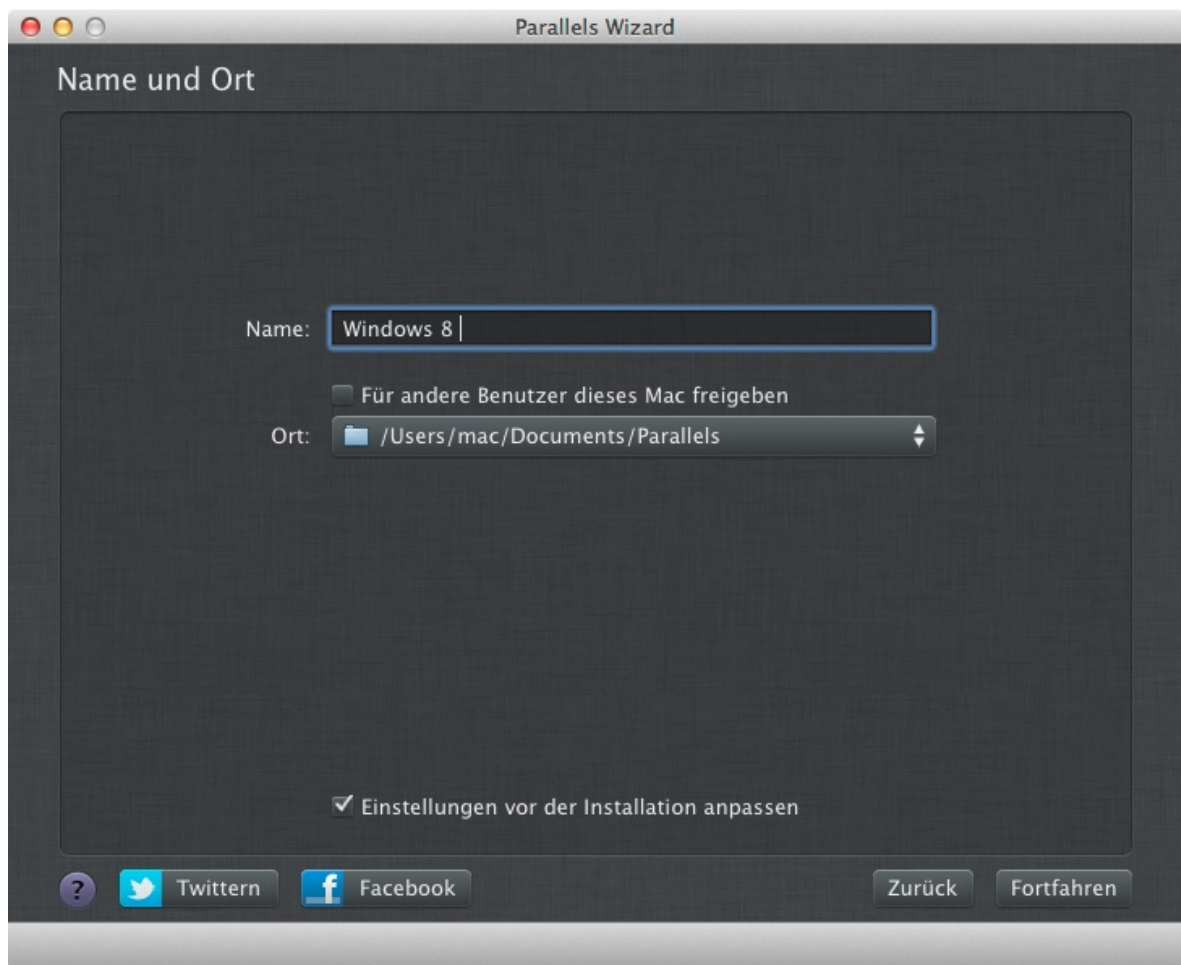 Parallels Wizard
Name und Ort
Name: Windows 8
Für andere Benutzer dieses Mac freigeben
Ort: /Users/mac/Documents/Parallels
Einstellungen vor der Installation anpassen
? Twittern f Facebook Zurück Fortfahren